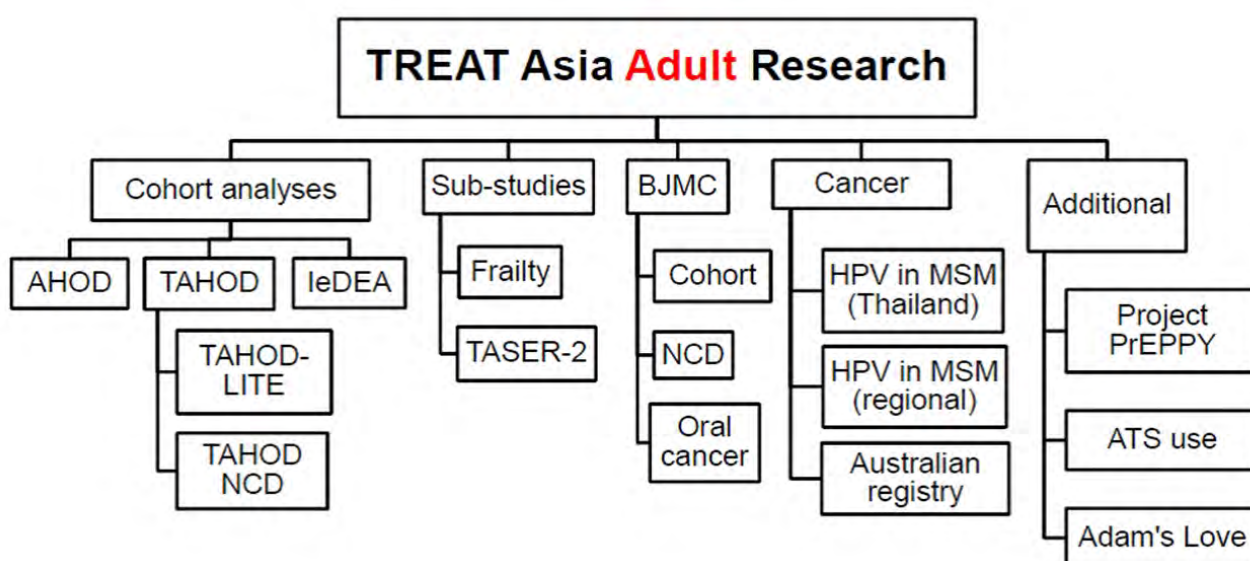 TREAT Asia Adult Research
Cohort analyses
AHOD
TAHOD
IeDEA
TAHOD-
LITE
TAHOD
NCD
Sub-studies
Frailty
TASER-2
BJMC
Cohort
NCD
Oral
cancer
Cancer
HPV in MSM
(Thailand)
HPV in MSM
(regional)
Australian
registry
Additional
Project
PrEPPY
ATS use
Adam's Love